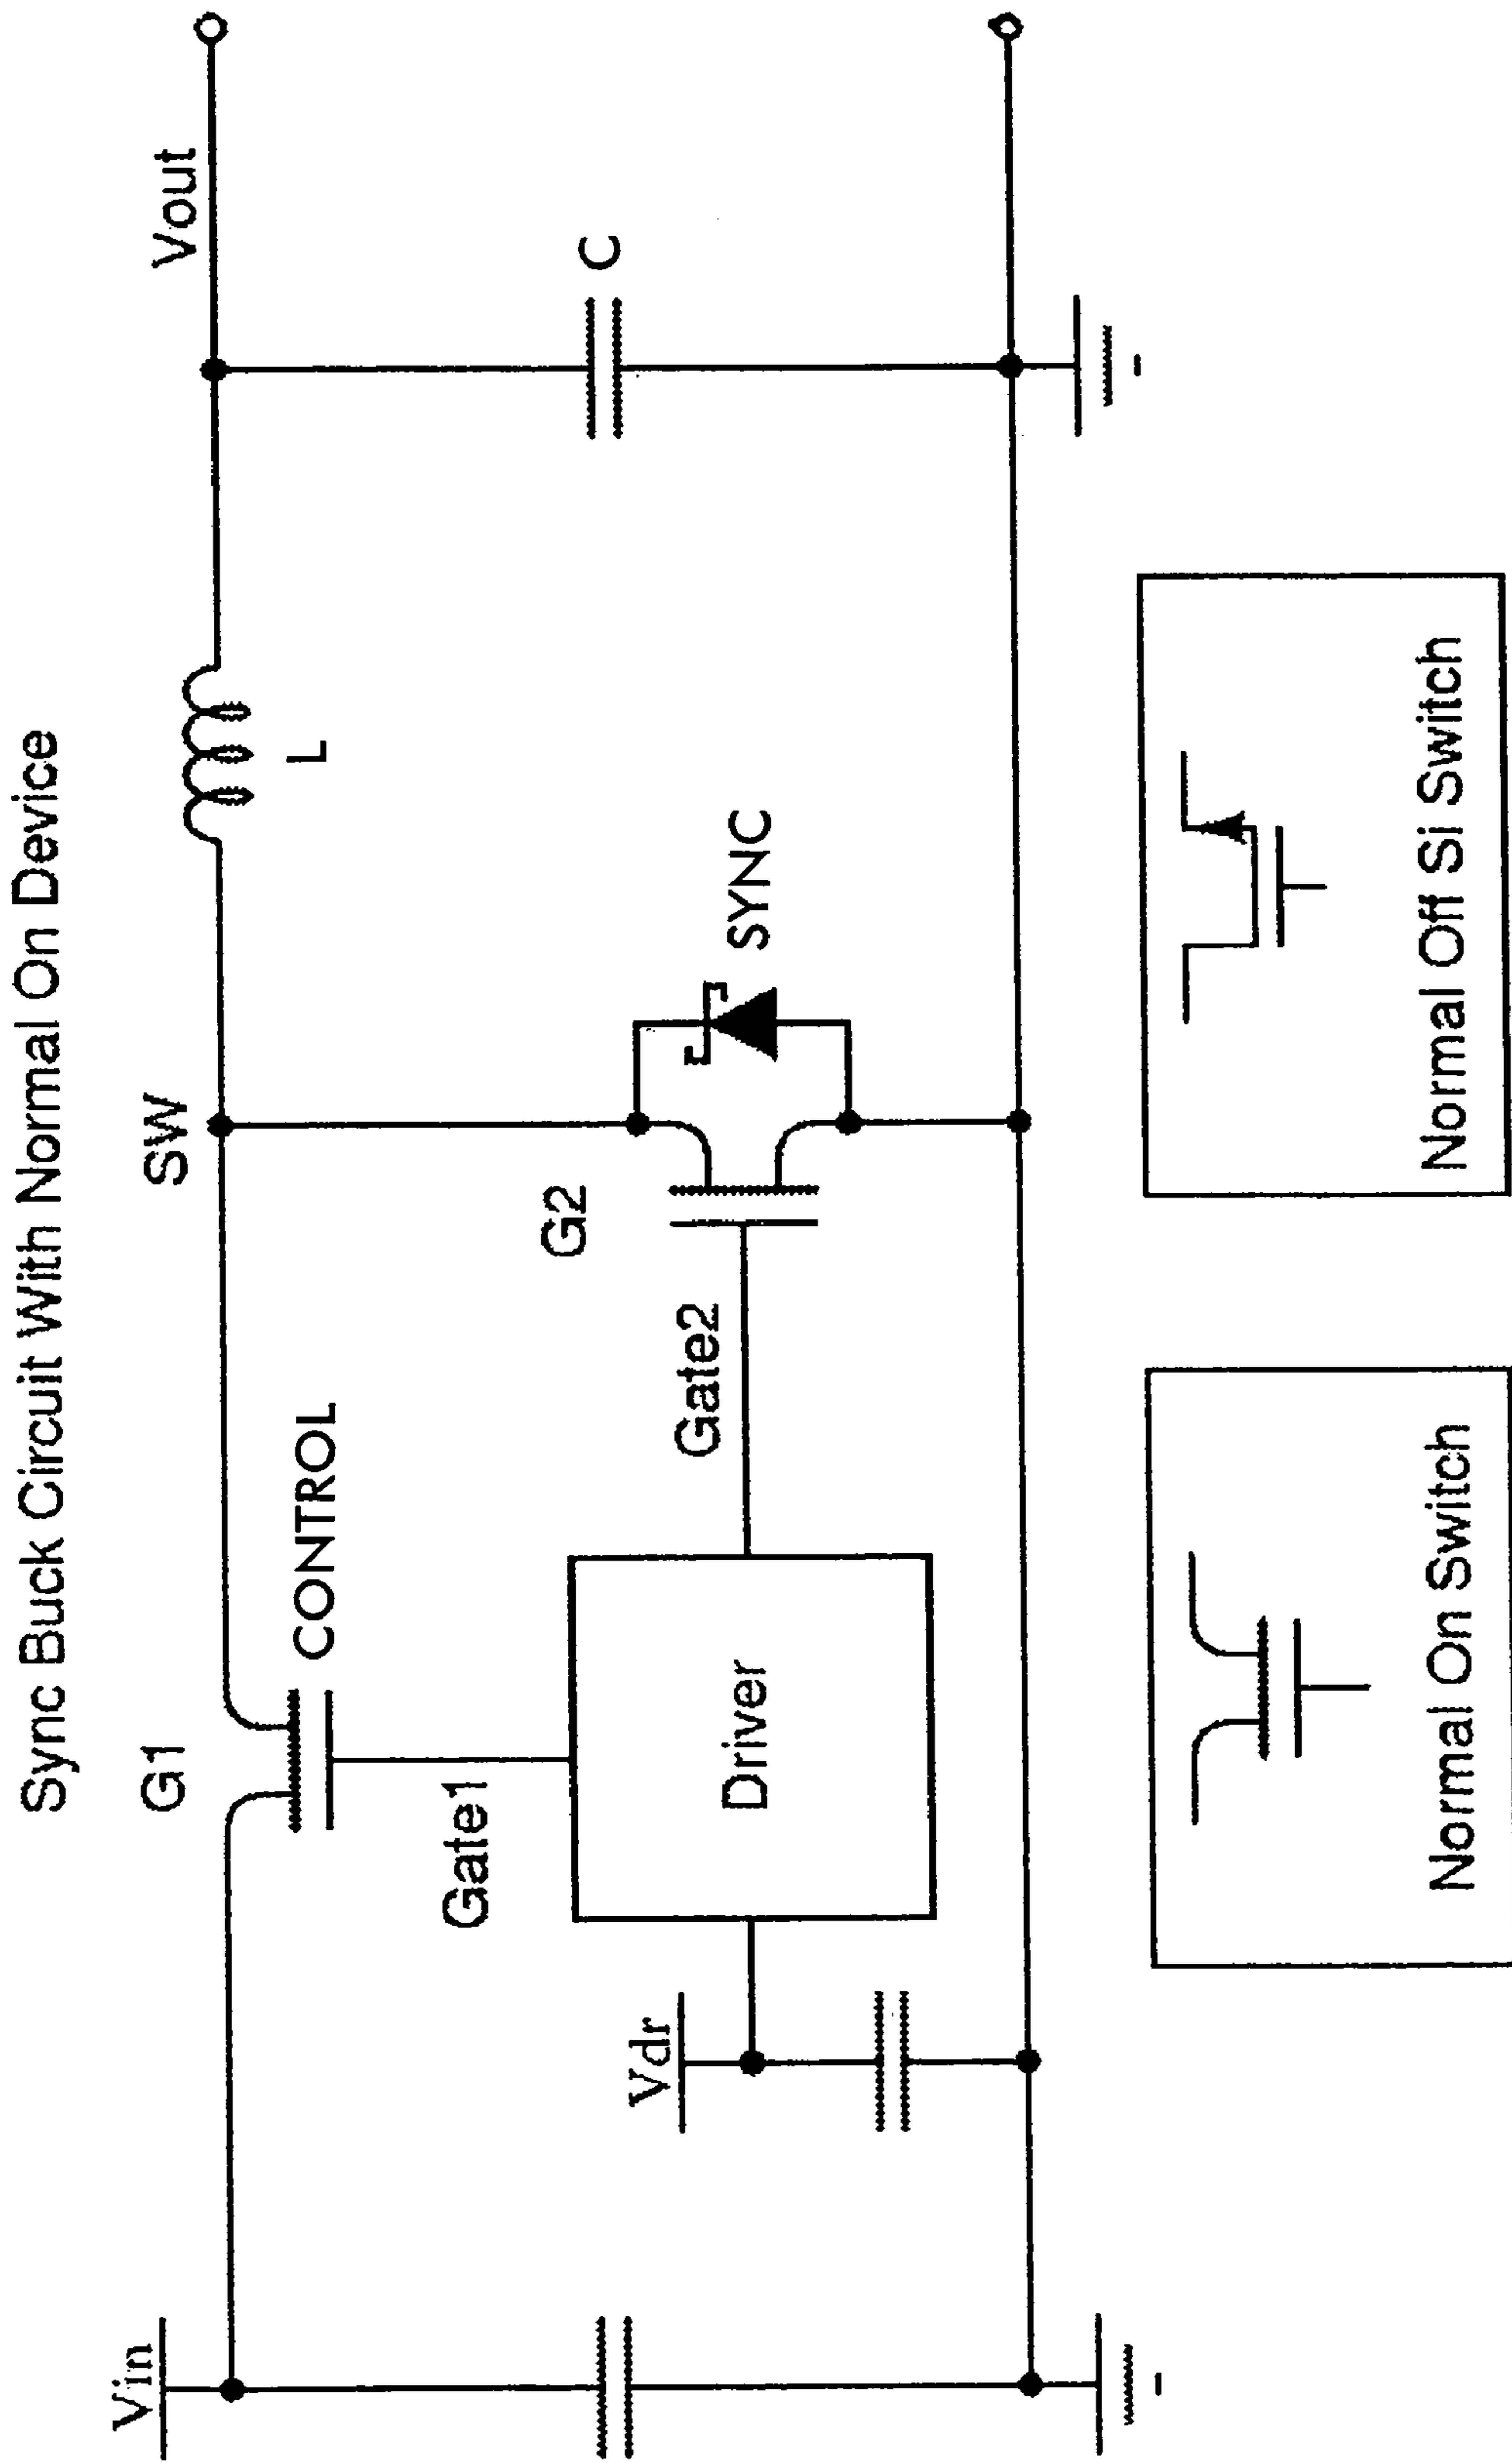 Sync Buck Circuit With Normal On Device
Vin
G1
SW
Vout
CONTROL
L
Gate1
G2
C
Vdr
Driver
Gate2
SYNC
Normal On Switch
Normal Off Si Switch